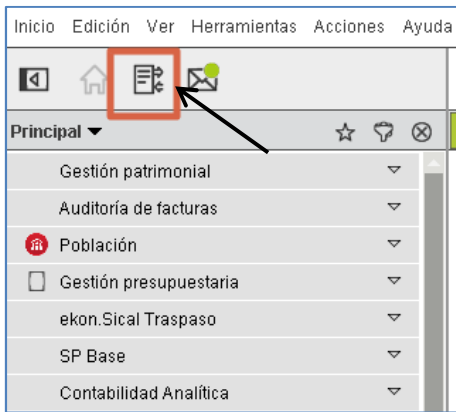 Inicio Edición Ver Herramientas Acciones Ayuda
Principal
Gestión patrimonial
Auditoría de facturas
Población
Gestión presupuestaria
ekon.Sical Traspaso
SP Base
Contabilidad Analítica